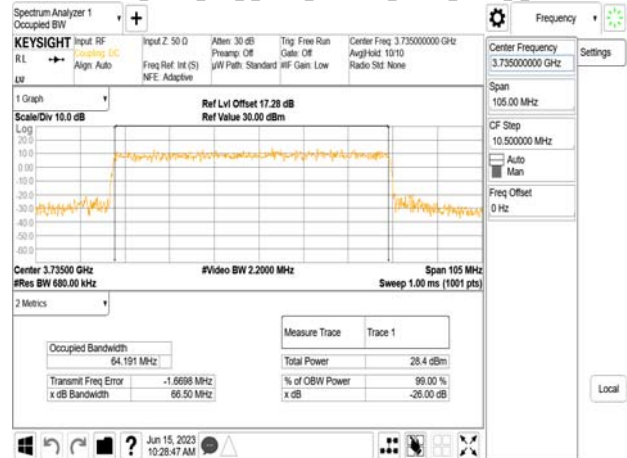 Spectrum Analyzer 1
Occupied BW
Frequency
KEYSIGHT
Input: RF
Coupling: DC
Align: Auto
Input Z: 50 Ω
Freq Ref: Int (S)
NFE: Adaptive
Atten: 30 dB
Preamp: Off
µW Path: Standard
Trig: Free Run
Gate: Off
#IF Gain: Low
Center Freq: 3.735000000 GHz
Avg|Hold: 10/10
Radio Std: None
RL
LU
Center Frequency
3.735000000 GHz
Settings
Span
105.00 MHz
CF Step
10.500000 MHz
Auto
Man
Freq Offset
0 Hz
Local
1 Graph
Scale/Div 10.0 dB
Ref Lvl Offset 17.28 dB
Ref Value 30.00 dBm
Log
20.0
10.0
0.00
-10.0
-20.0
-30.0
-40.0
-50.0
-60.0
Center 3.73500 GHz
#Video BW 2.2000 MHz
Span 105 MHz
#Res BW 680.00 kHz
Sweep 1.00 ms (1001 pts)
2 Metrics
Measure Trace Trace 1
Occupied Bandwidth
64.191 MHz
Total Power 28.4 dBm
Transmit Freq Error -1.6698 MHz
% of OBW Power 99.00 %
x dB Bandwidth 66.50 MHz
x dB -26.00 dB
Jun 15, 2023
10:28:47 AM